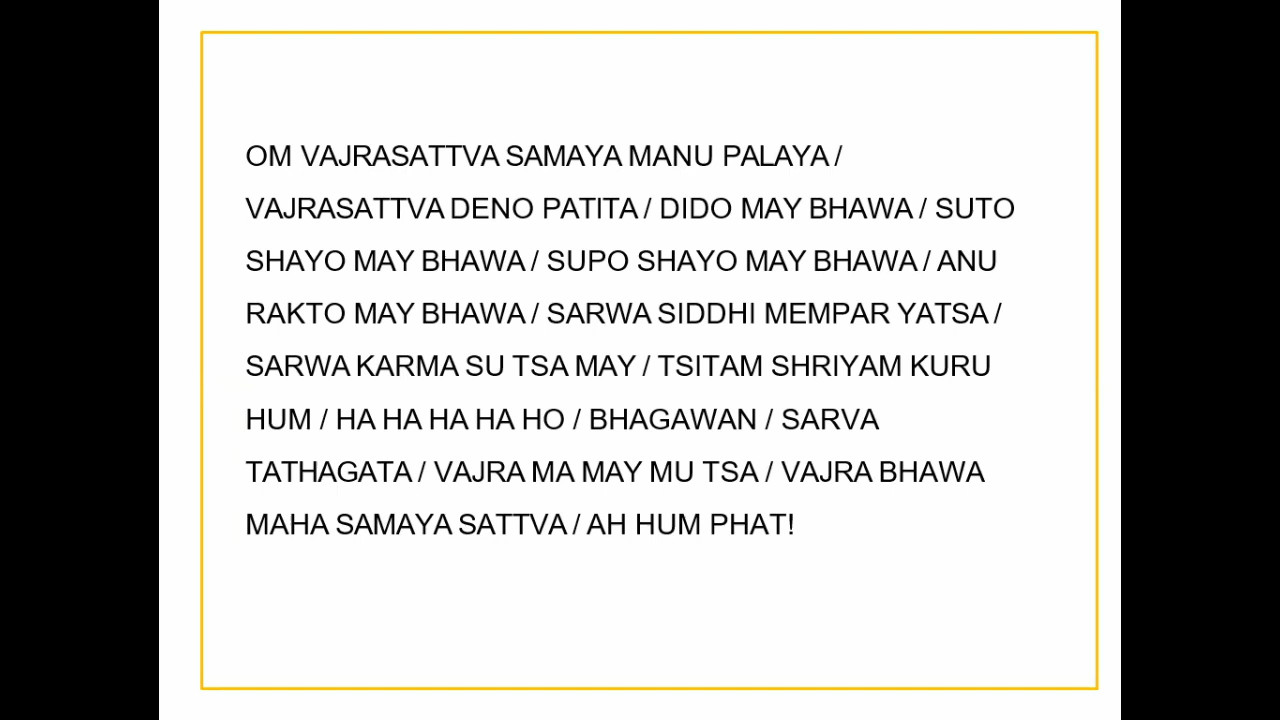 OM VAJRASATTVA SAMAYA MANU PALAYA /
VAJRASATTVA DENO PATITA / DIDO MAY BHAWA / SUTO
SHAYO MAY BHAWA / SUPO SHAYO MAY BHAWA / ANU
RAKTO MAY BHAWA / SARWA SIDDHI MEMPAR YATSA /
SARWA KARMA SU TSA MAY / TSITAM SHRIYAM KURU
HUM / HA HA HA HA HO / BHAGAWAN / SARVA
TATHAGATA / VAJRA MA MAY MU TSA / VAJRA BHAWA
MAHA SAMAYA SATTVA / AH HUM PHAT!